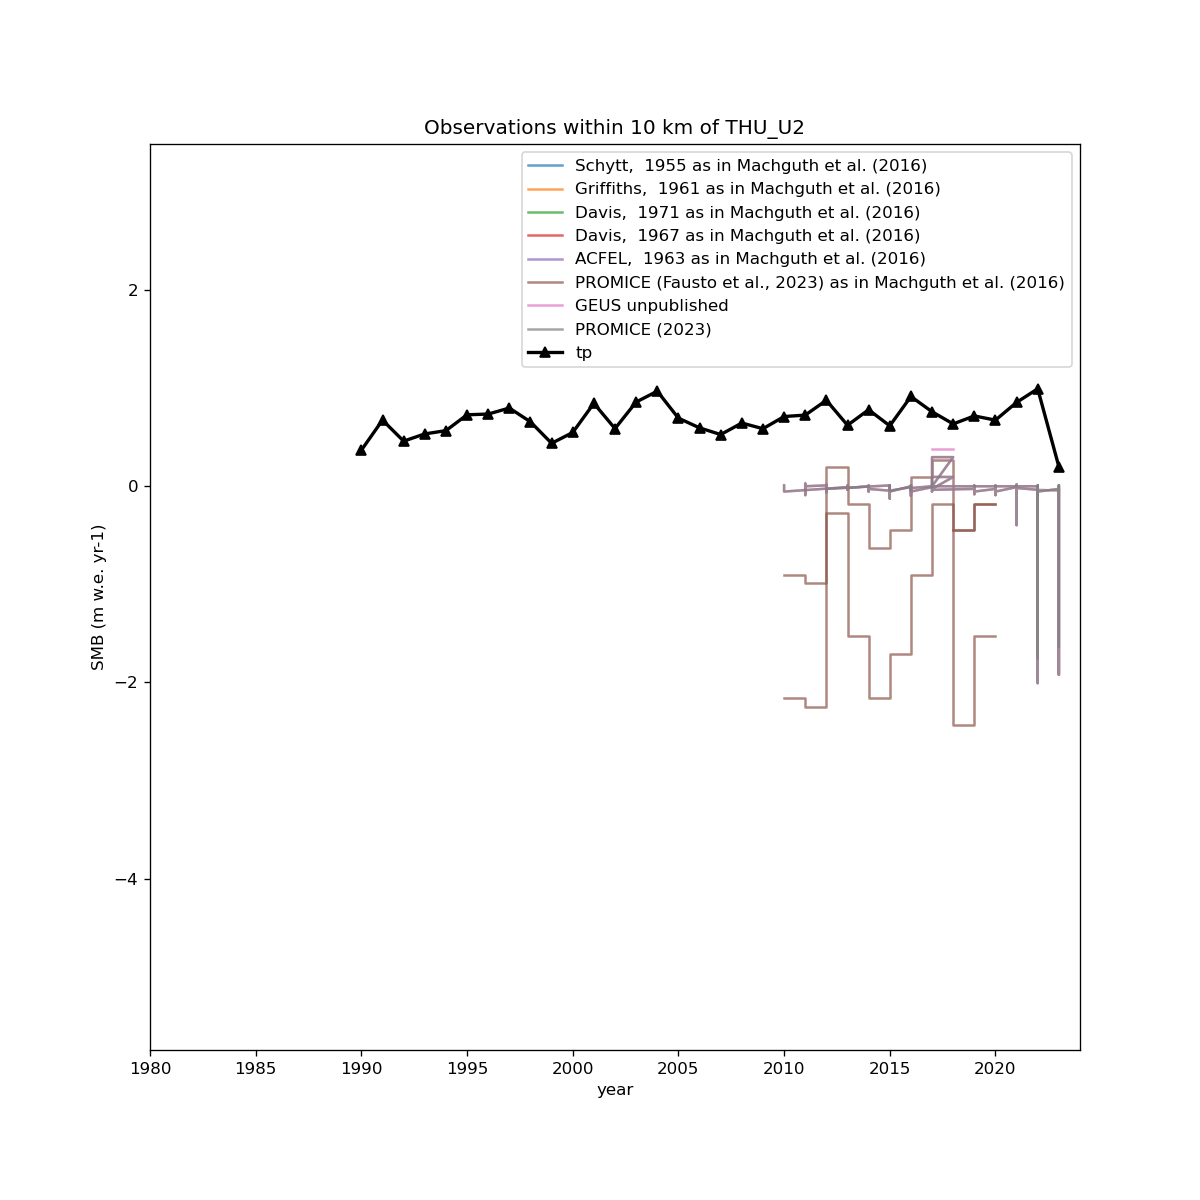 Observations within 10 km of THU_U2
Schytt,  1955 as in Machguth et al. (2016)
Griffiths,  1961 as in Machguth et al. (2016)
Davis,  1971 as in Machguth et al. (2016)
Davis,  1967 as in Machguth et al. (2016)
ACFEL,  1963 as in Machguth et al. (2016)
PROMICE (Fausto et al., 2023) as in Machguth et al. (2016)
GEUS unpublished
PROMICE (2023)
tp
2
0
−2
−4
SMB (m w.e. yr-1)
1980 1985 1990 1995 2000 2005 2010 2015 2020
year